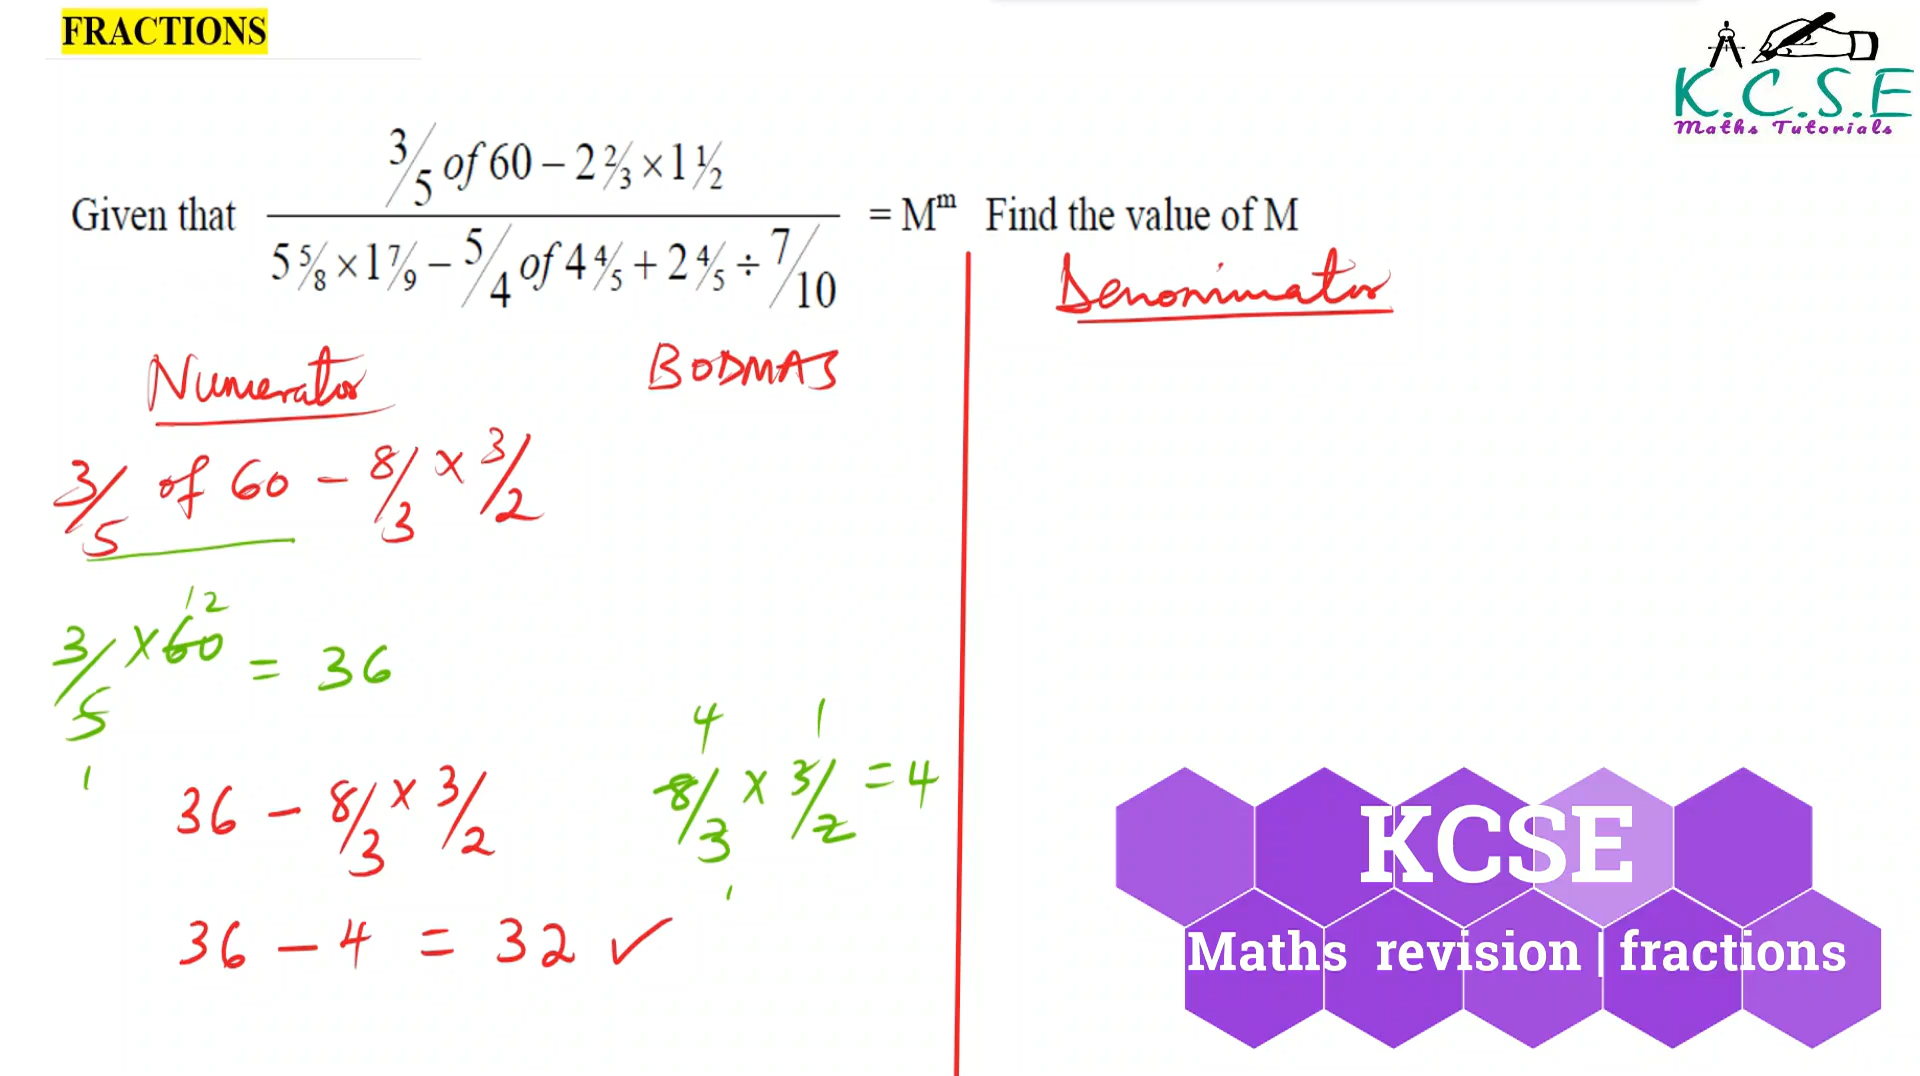 FRACTIONS
K.C.S.E
Maths Tutorials
Given that 3/5 of 60 – 2 2/3 × 1 1/2 = Mᵐ Find the value of M
5 5/8 × 1 7/9 – 5/4 of 4 4/5 + 2 4/5 ÷ 7/10
Denominator
Numerator
BODMAS
3/5 of 60 – 8/3 × 3/2
12
3/5 × 60 = 36
1
4 1
8/3 × 3/2 = 4
1
36 – 8/3 × 3/2
36 – 4 = 32 ✓
KCSE
Maths revision | fractions